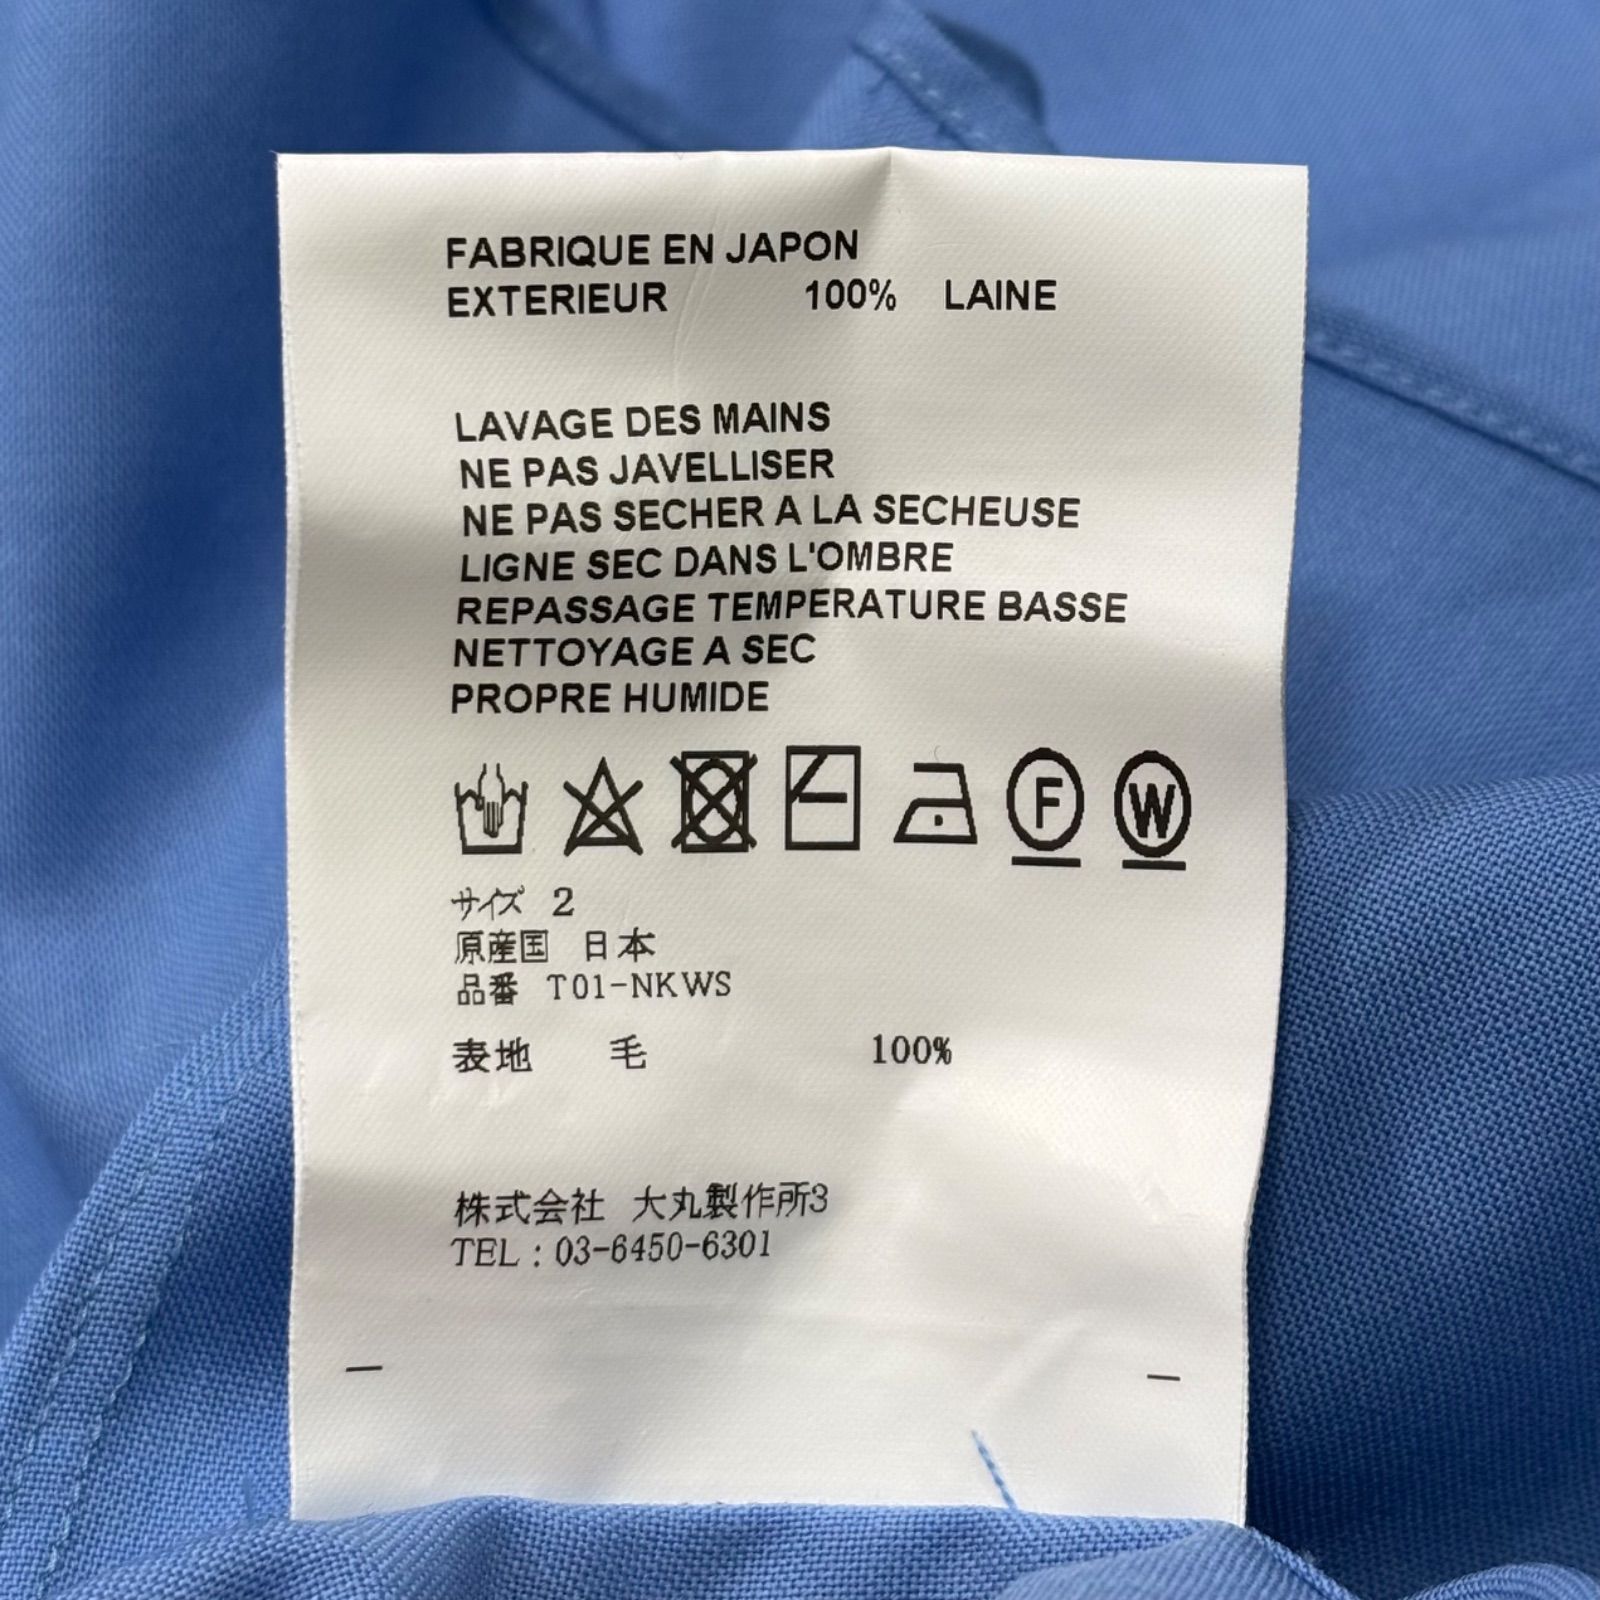 FABRIQUE EN JAPON
EXTERIEUR 100% LAINE
LAVAGE DES MAINS
NE PAS JAVELLISER
NE PAS SECHER A LA SECHEUSE
LIGNE SEC DANS L'OMBRE
REPASSAGE TEMPERATURE BASSE
NETTOYAGE A SEC
PROPRE HUMIDE
F W
サイズ 2
原産国 日本
品番 T01-NKWS
表地 毛 100%
株式会社 大丸製作所3
TEL : 03-6450-6301